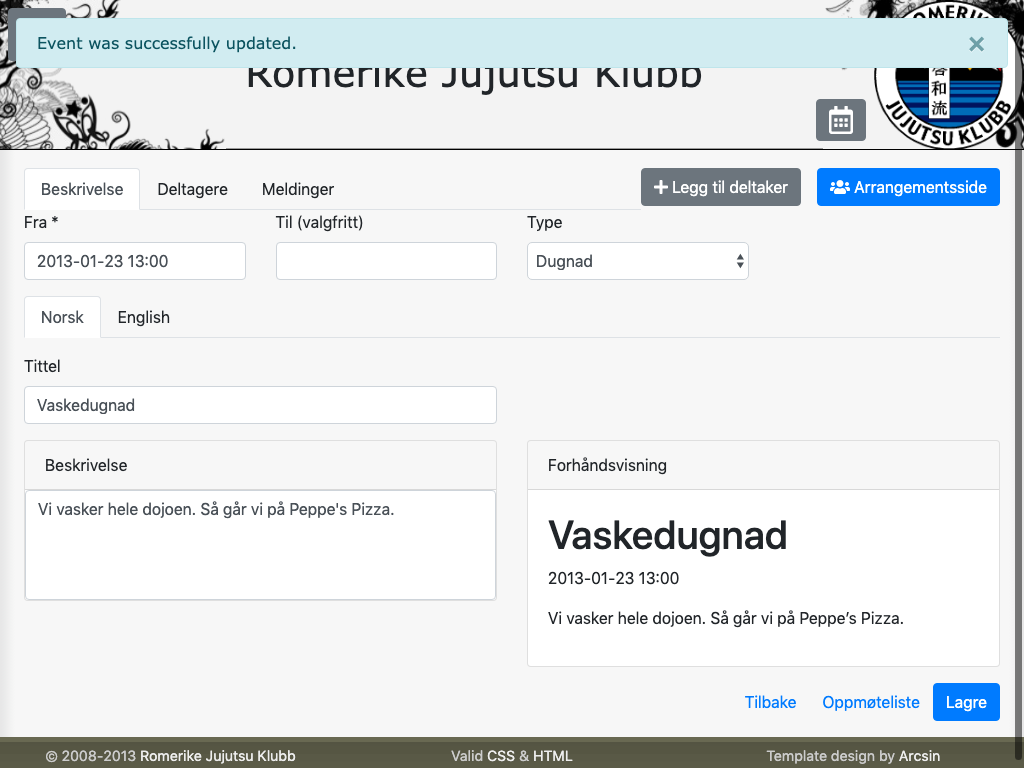 Event was successfully updated.
×
Romerike Jujutsu Klubb
ROMERIKE
啓和流
JUJUTSU KLUBB
Beskrivelse
Deltagere
Meldinger
Legg til deltaker
Arrangementsside
Fra *
Til (valgfritt)
Type
2013-01-23 13:00
Dugnad
Norsk
English
Tittel
Vaskedugnad
Beskrivelse
Vi vasker hele dojoen. Så går vi på Peppe's Pizza.
Forhåndsvisning
Vaskedugnad
2013-01-23 13:00
Vi vasker hele dojoen. Så går vi på Peppe’s Pizza.
Tilbake
Oppmøteliste
Lagre
© 2008-2013 Romerike Jujutsu Klubb
Valid CSS & HTML
Template design by Arcsin